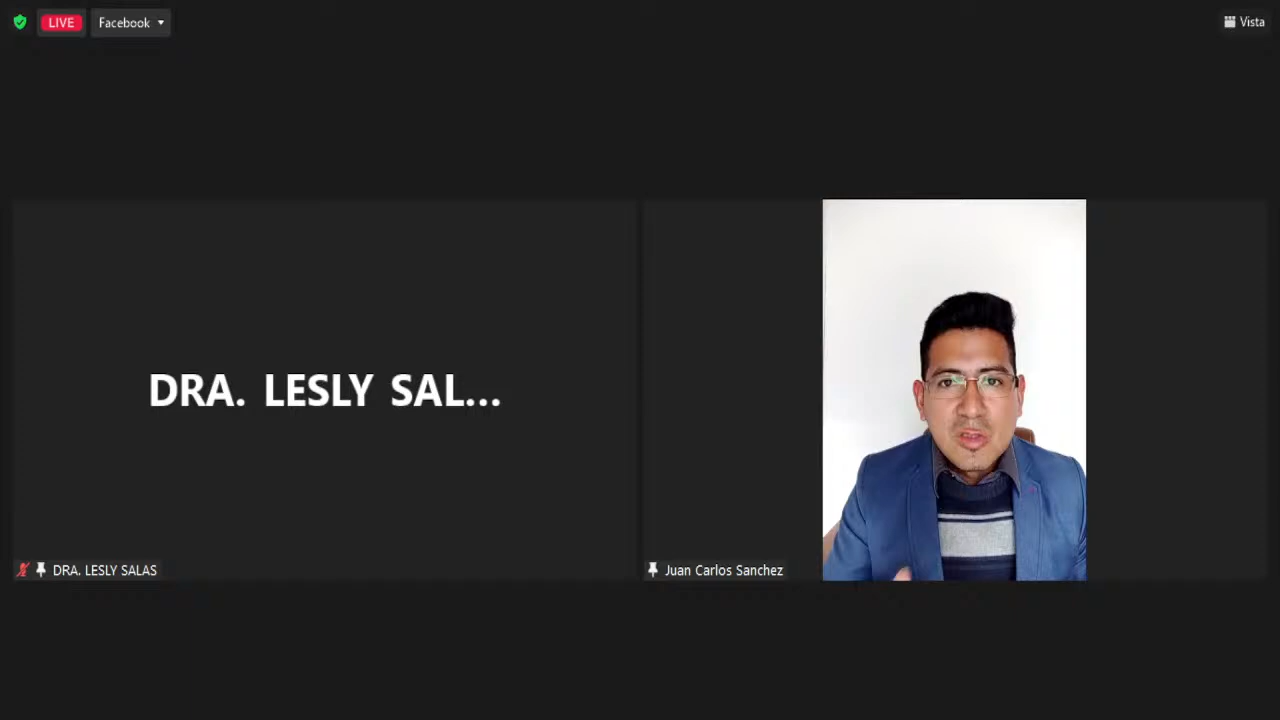 LIVE
Facebook
Vista
DRA. LESLY SAL...
DRA. LESLY SALAS
Juan Carlos Sanchez